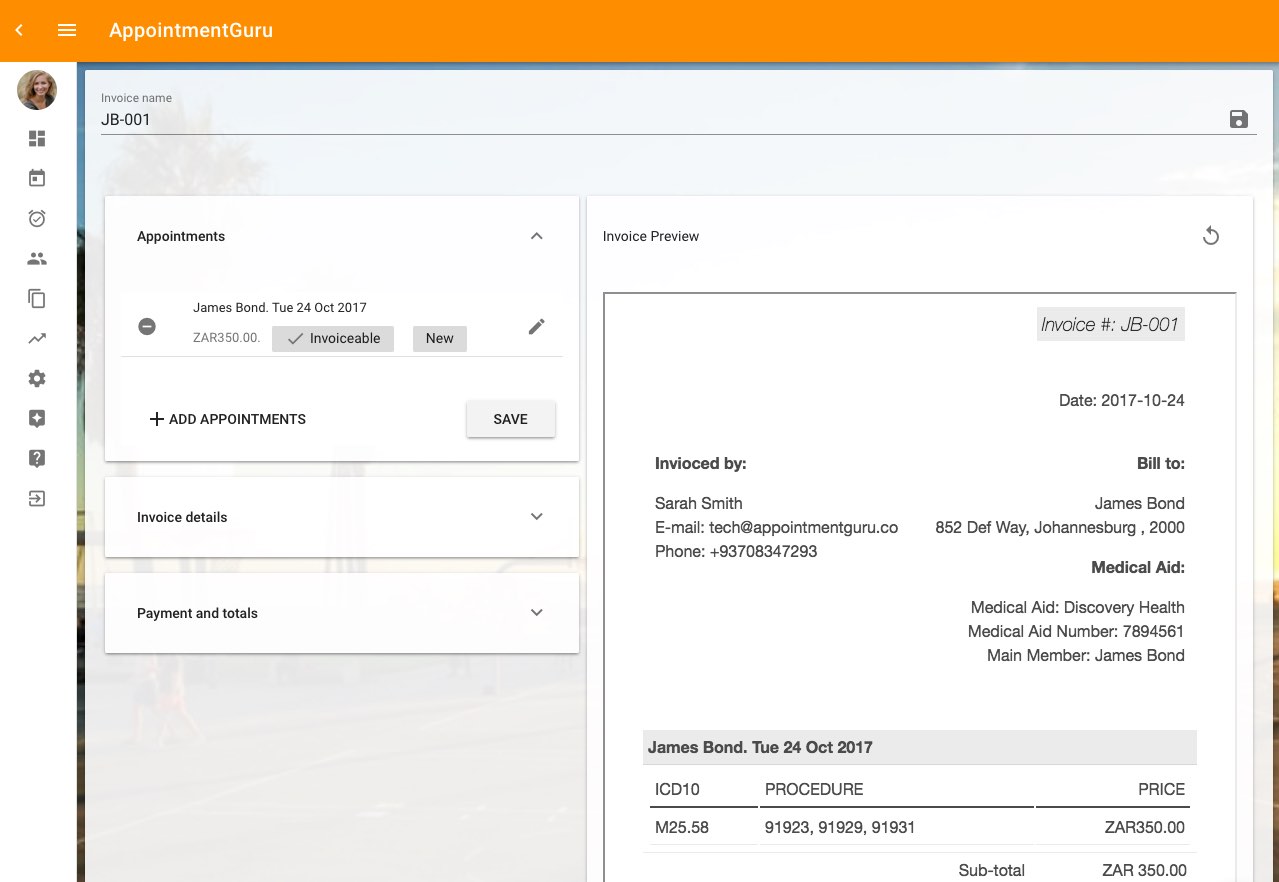 AppointmentGuru
Invoice name
JB-001
Appointments
James Bond. Tue 24 Oct 2017
ZAR350.00. Invoiceable New
ADD APPOINTMENTS SAVE
Invoice details
Payment and totals
Invoice Preview
Invoice #: JB-001
Date: 2017-10-24
Invioced by: Bill to:
Sarah Smith James Bond
E-mail: tech@appointmentguru.co 852 Def Way, Johannesburg , 2000
Phone: +93708347293
Medical Aid:
Medical Aid: Discovery Health
Medical Aid Number: 7894561
Main Member: James Bond
James Bond. Tue 24 Oct 2017
ICD10 PROCEDURE PRICE
M25.58 91923, 91929, 91931 ZAR350.00
Sub-total ZAR 350.00